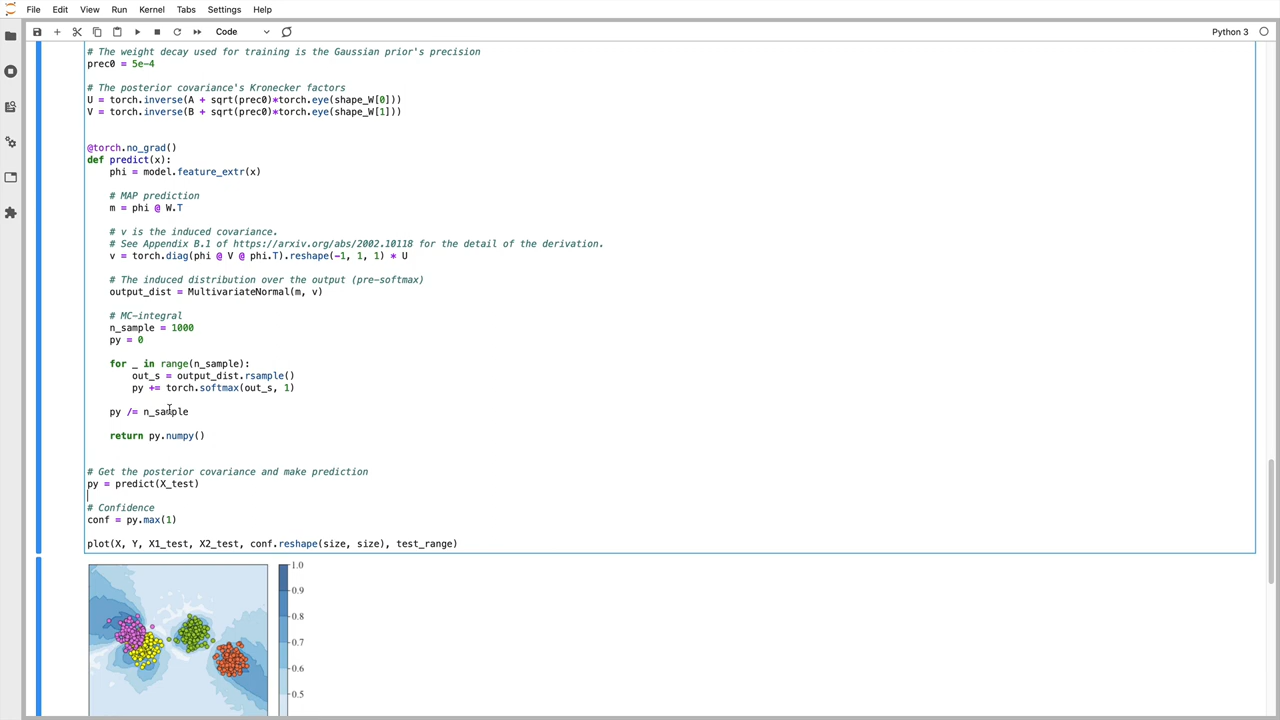 File Edit View Run Kernel Tabs Settings Help
Code Python 3
# The weight decay used for training is the Gaussian prior's precision
prec0 = 5e-4
# The posterior covariance's Kronecker factors
U = torch.inverse(A + sqrt(prec0)*torch.eye(shape_W[0]))
V = torch.inverse(B + sqrt(prec0)*torch.eye(shape_W[1]))
@torch.no_grad()
def predict(x):
phi = model.feature_extr(x)
# MAP prediction
m = phi @ W.T
# v is the induced covariance.
# See Appendix B.1 of https://arxiv.org/abs/2002.10118 for the detail of the derivation.
v = torch.diag(phi @ V @ phi.T).reshape(-1, 1, 1) * U
# The induced distribution over the output (pre-softmax)
output_dist = MultivariateNormal(m, v)
# MC-integral
n_sample = 1000
py = 0
for _ in range(n_sample):
out_s = output_dist.rsample()
py += torch.softmax(out_s, 1)
py /= n_sample
return py.numpy()
# Get the posterior covariance and make prediction
py = predict(X_test)
# Confidence
conf = py.max(1)
plot(X, Y, X1_test, X2_test, conf.reshape(size, size), test_range)
1.0
0.9
0.8
0.7
0.6
0.5